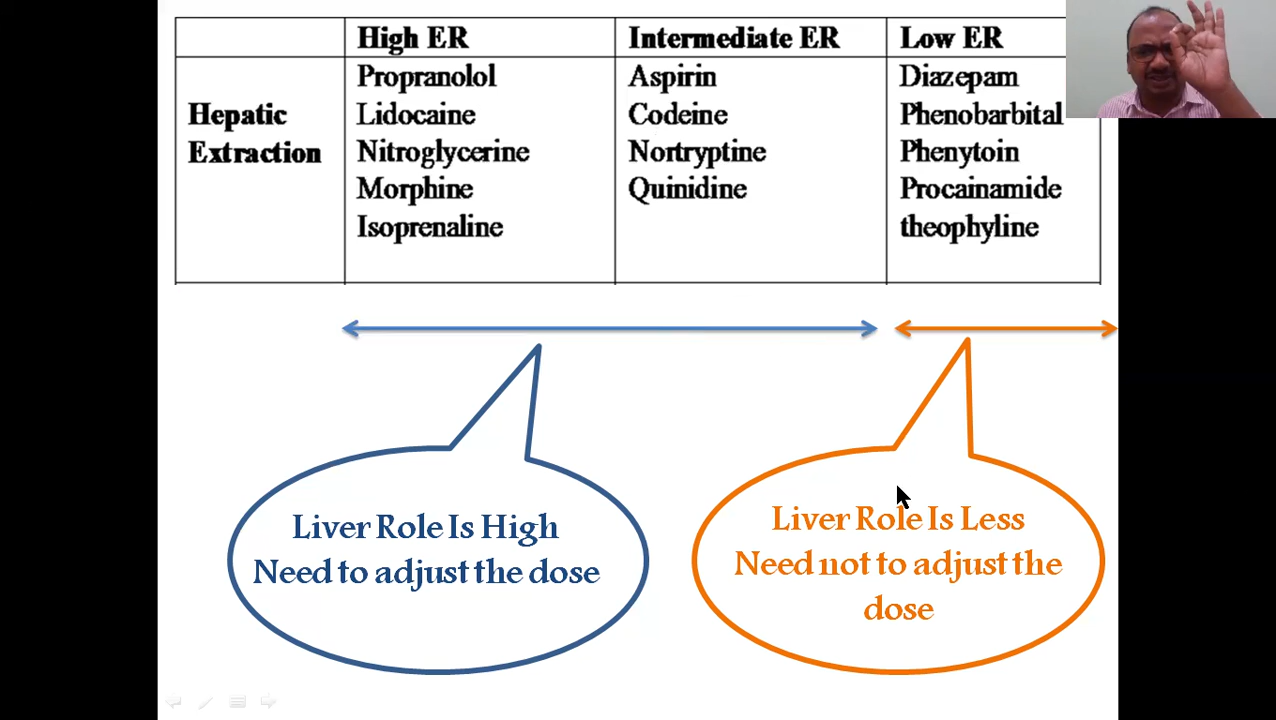 High ER
Intermediate ER
Low ER
Hepatic
Extraction
Propranolol
Lidocaine
Nitroglycerine
Morphine
Isoprenaline
Aspirin
Codeine
Nortryptine
Quinidine
Diazepam
Phenobarbital
Phenytoin
Procainamide
theophyline
Liver Role Is High
Need to adjust the dose
Liver Role Is Less
Need not to adjust the
dose